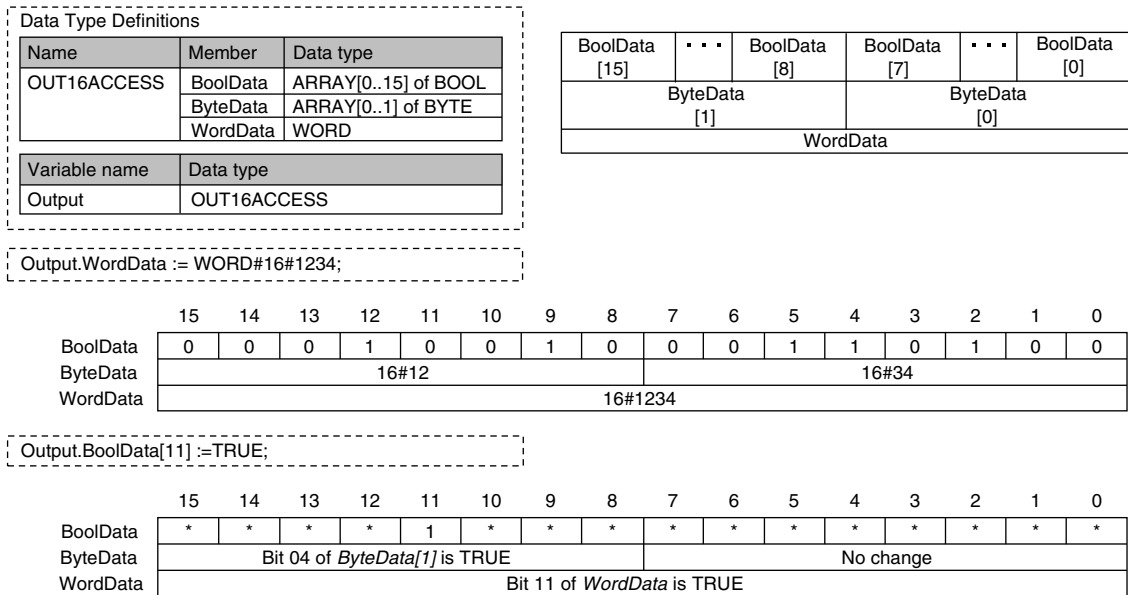 Data Type Definitions
Name Member Data type
OUT16ACCESS BoolData ARRAY[0..15] of BOOL
ByteData ARRAY[0..1] of BYTE
WordData WORD
Variable name Data type
Output OUT16ACCESS
BoolData · · · BoolData BoolData · · · BoolData
[15] [8] [7] [0]
ByteData ByteData
[1] [0]
WordData
Output.WordData := WORD#16#1234;
15 14 13 12 11 10 9 8 7 6 5 4 3 2 1 0
BoolData 0 0 0 1 0 0 1 0 0 0 1 1 0 1 0 0
ByteData 16#12 16#34
WordData 16#1234
Output.BoolData[11] :=TRUE;
15 14 13 12 11 10 9 8 7 6 5 4 3 2 1 0
BoolData * * * * 1 * * * * * * * * * * *
ByteData Bit 04 of ByteData[1] is TRUE No change
WordData Bit 11 of WordData is TRUE